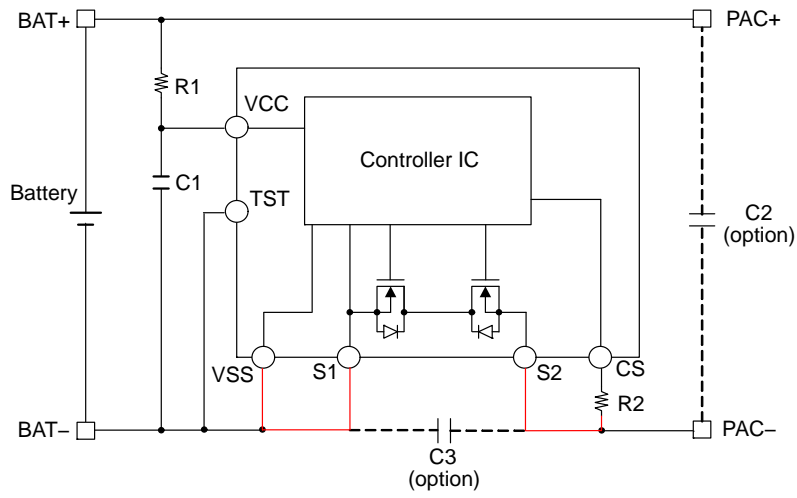 BAT+
PAC+
R1
VCC
Controller IC
C1
Battery
TST
C2
(option)
VSS
S1
S2
CS
R2
BAT–
PAC–
C3
(option)